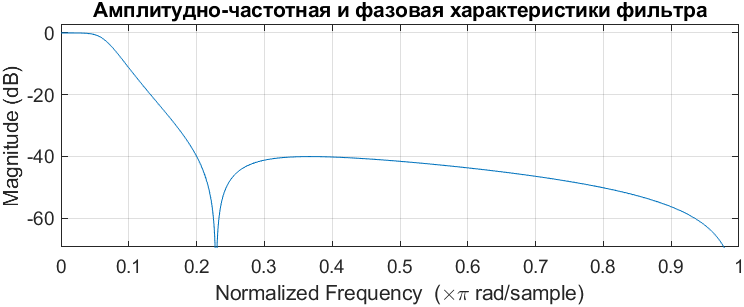 Амплитудно-частотная и фазовая характеристики фильтра
Magnitude (dB)
0
-20
-40
-60
0 0.1 0.2 0.3 0.4 0.5 0.6 0.7 0.8 0.9 1
Normalized Frequency (×π rad/sample)